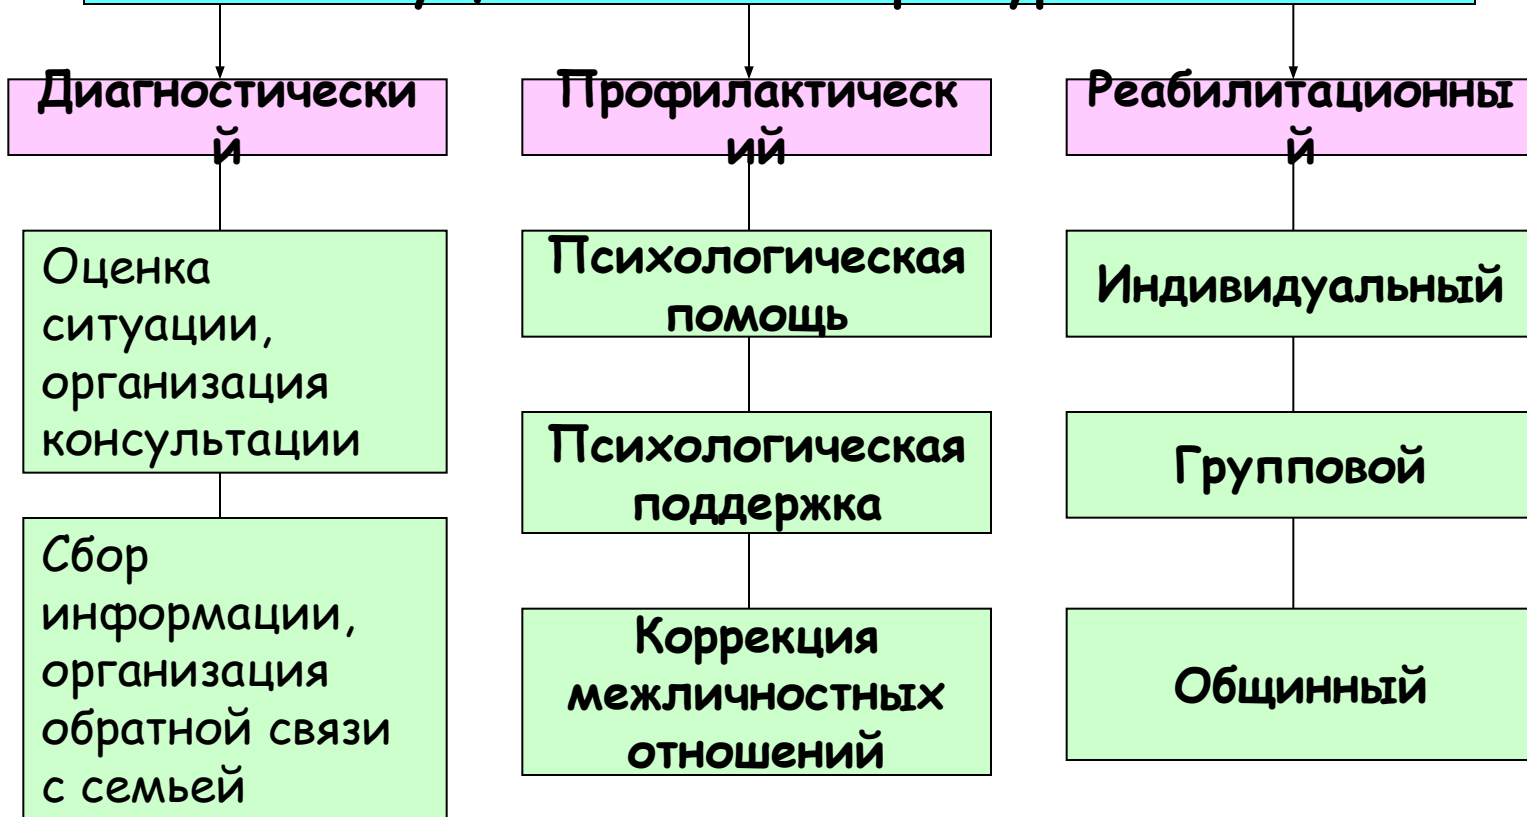 Диагностически
й
Оценка
ситуации,
организация
консультации
Сбор
информации,
организация
обратной связи
с семьей
Профилактическ
ий
Психологическая
помощь
Психологическая
поддержка
Коррекция
межличностных
отношений
Реабилитационны
й
Индивидуальный
Групповой
Общинный